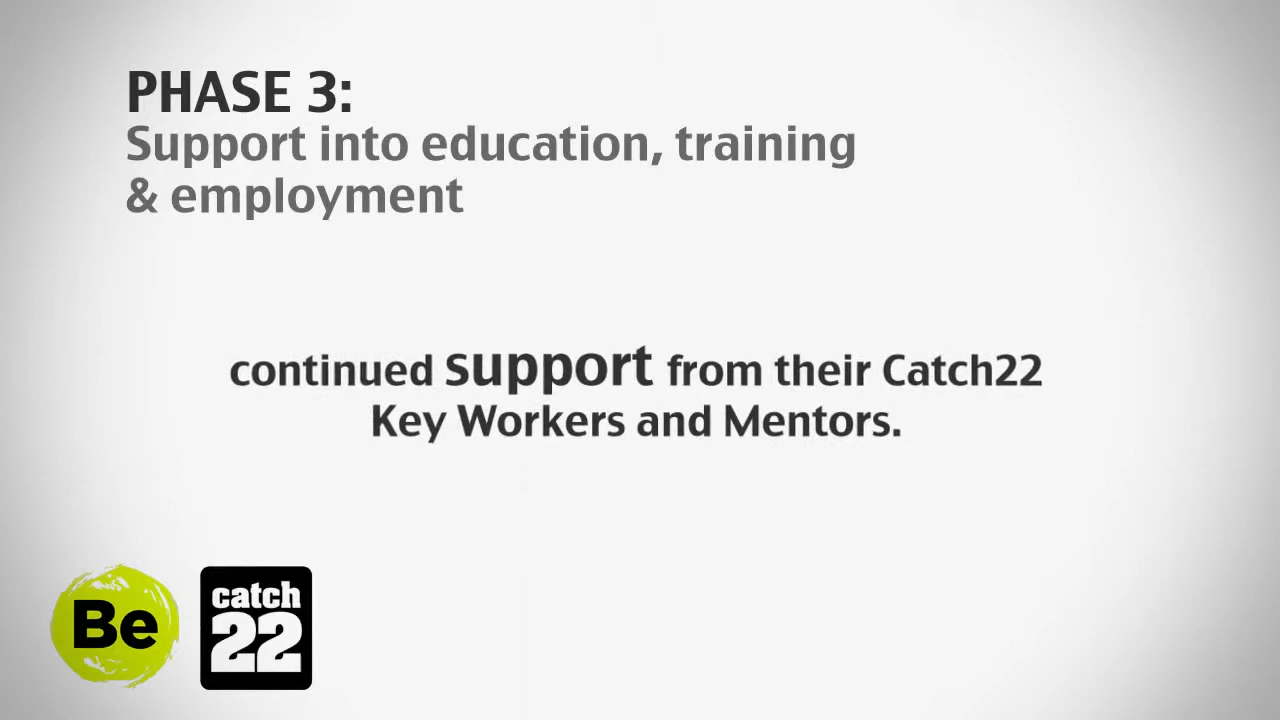 PHASE 3:
Support into education, training
& employment
continued support from their Catch22
Key Workers and Mentors.
Be
catch
22